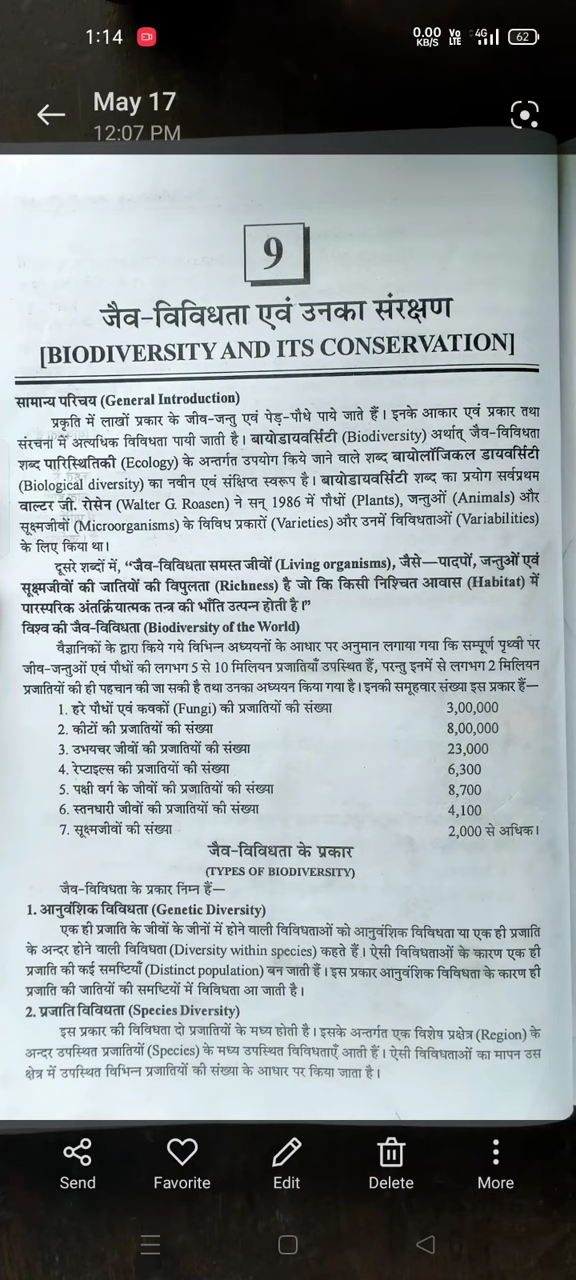 1:14
0.00 KB/S Vo LTE 4G 62
May 17
12:07 PM
9
जैव-विविधता एवं उनका संरक्षण
[BIODIVERSITY AND ITS CONSERVATION]
सामान्य परिचय (General Introduction)
प्रकृति में लाखों प्रकार के जीव-जन्तु एवं पेड़-पौधे पाये जाते हैं। इनके आकार एवं प्रकार तथा
संरचना में अत्यधिक विविधता पायी जाती है। बायोडायवर्सिटी (Biodiversity) अर्थात् जैव-विविधता
शब्द पारिस्थितिकी (Ecology) के अन्तर्गत उपयोग किये जाने वाले शब्द बायोलॉजिकल डायवर्सिटी
(Biological diversity) का नवीन एवं संक्षिप्त स्वरूप है। बायोडायवर्सिटी शब्द का प्रयोग सर्वप्रथम
वाल्टर जी. रोसेन (Walter G. Roasen) ने सन् 1986 में पौधों (Plants), जन्तुओं (Animals) और
सूक्ष्मजीवों (Microorganisms) के विविध प्रकारों (Varieties) और उनमें विविधताओं (Variabilities)
के लिए किया था।
दूसरे शब्दों में, “जैव-विविधता समस्त जीवों (Living organisms), जैसे—पादपों, जन्तुओं एवं
सूक्ष्मजीवों की जातियों की विपुलता (Richness) है जो कि किसी निश्चित आवास (Habitat) में
पारस्परिक अंतर्क्रियात्मक तन्त्र की भाँति उत्पन होती है।”
विश्व की जैव-विविधता (Biodiversity of the World)
वैज्ञानिकों के द्वारा किये गये विभिन्न अध्ययनों के आधार पर अनुमान लगाया गया कि सम्पूर्ण पृथ्वी पर
जीव-जन्तुओं एवं पौधों की लगभग 5 से 10 मिलियन प्रजातियाँ उपस्थित हैं, परन्तु इनमें से लगभग 2 मिलियन
प्रजातियों की ही पहचान की जा सकी है तथा उनका अध्ययन किया गया है। इनकी समूहवार संख्या इस प्रकार हैं—
1. हरे पौधों एवं कवकों (Fungi) की प्रजातियों की संख्या 3,00,000
2. कीटों की प्रजातियों की संख्या 8,00,000
3. उभयचर जीवों की प्रजातियों की संख्या 23,000
4. रेप्टाइल्स की प्रजातियों की संख्या 6,300
5. पक्षी वर्ग के जीवों की प्रजातियों की संख्या 8,700
6. स्तनधारी जीवों की प्रजातियों की संख्या 4,100
7. सूक्ष्मजीवों की संख्या 2,000 से अधिक।
जैव-विविधता के प्रकार
(TYPES OF BIODIVERSITY)
जैव-विविधता के प्रकार निम्न हैं—
1. आनुवंशिक विविधता (Genetic Diversity)
एक ही प्रजाति के जीवों के जीनों में होने वाली विविधताओं को आनुवंशिक विविधता या एक ही प्रजाति
के अन्दर होने वाली विविधता (Diversity within species) कहते हैं। ऐसी विविधताओं के कारण एक ही
प्रजाति की कई समष्टियाँ (Distinct population) बन जाती हैं। इस प्रकार आनुवंशिक विविधता के कारण ही
प्रजाति की जातियों की समष्टियों में विविधता आ जाती है।
2. प्रजाति विविधता (Species Diversity)
इस प्रकार की विविधता दो प्रजातियों के मध्य होती है। इसके अन्तर्गत एक विशेष प्रक्षेत्र (Region) के
अन्दर उपस्थित प्रजातियों (Species) के मध्य उपस्थित विविधताएँ आती हैं। ऐसी विविधताओं का मापन उस
क्षेत्र में उपस्थित विभिन्न प्रजातियों की संख्या के आधार पर किया जाता है।
Send Favorite Edit Delete More